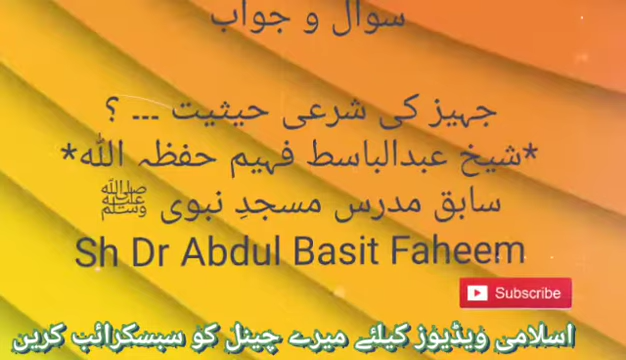 سوال و جواب
جہیز کی شرعی حیثیت ... ؟
*شیخ عبدالباسط فہیم حفظہ اللہ*
سابق مدرس مسجدِ نبوی ﷺ
Sh Dr Abdul Basit Faheem
Subscribe
اسلامی ویڈیوز کیلئے میرے چینل کو سبسکرائب کریں